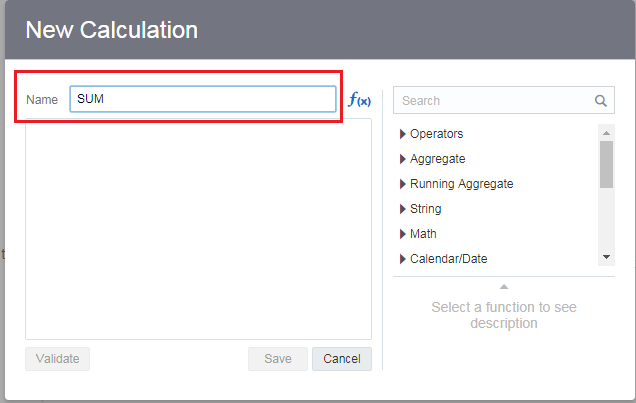 New Calculation
Name SUM f(x)
Search
Operators
Aggregate
Running Aggregate
String
Math
Calendar/Date
Select a function to see
description
Validate Save Cancel
t